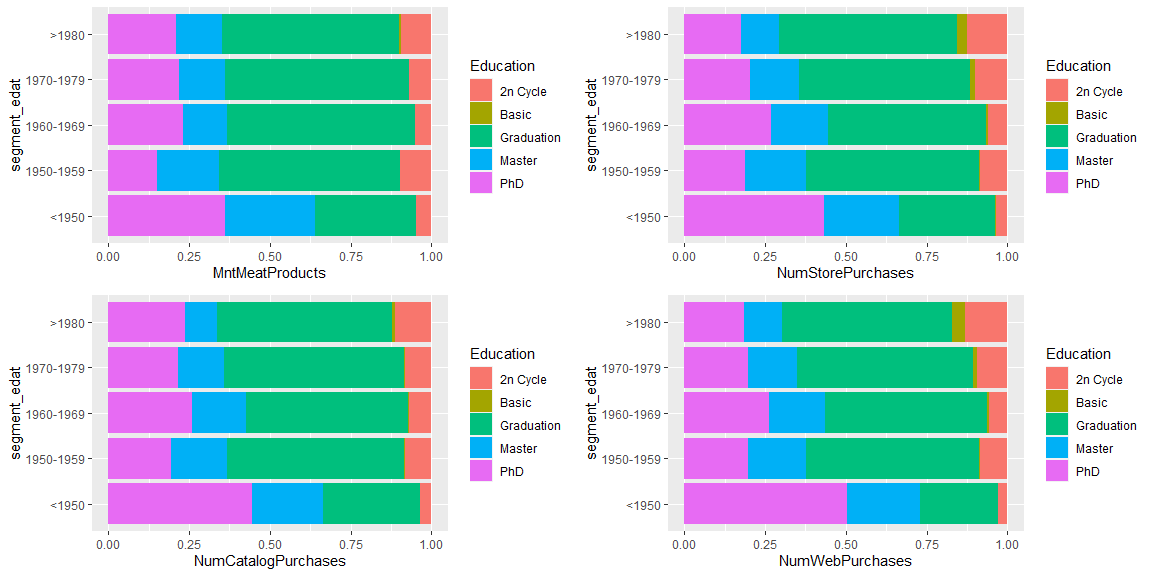 segment_edat
>1980
1970-1979
1960-1969
1950-1959
<1950
0.00 0.25 0.50 0.75 1.00
MntMeatProducts
Education
2n Cycle
Basic
Graduation
Master
PhD
segment_edat
>1980
1970-1979
1960-1969
1950-1959
<1950
0.00 0.25 0.50 0.75 1.00
NumStorePurchases
Education
2n Cycle
Basic
Graduation
Master
PhD
segment_edat
>1980
1970-1979
1960-1969
1950-1959
<1950
0.00 0.25 0.50 0.75 1.00
NumCatalogPurchases
Education
2n Cycle
Basic
Graduation
Master
PhD
segment_edat
>1980
1970-1979
1960-1969
1950-1959
<1950
0.00 0.25 0.50 0.75 1.00
NumWebPurchases
Education
2n Cycle
Basic
Graduation
Master
PhD